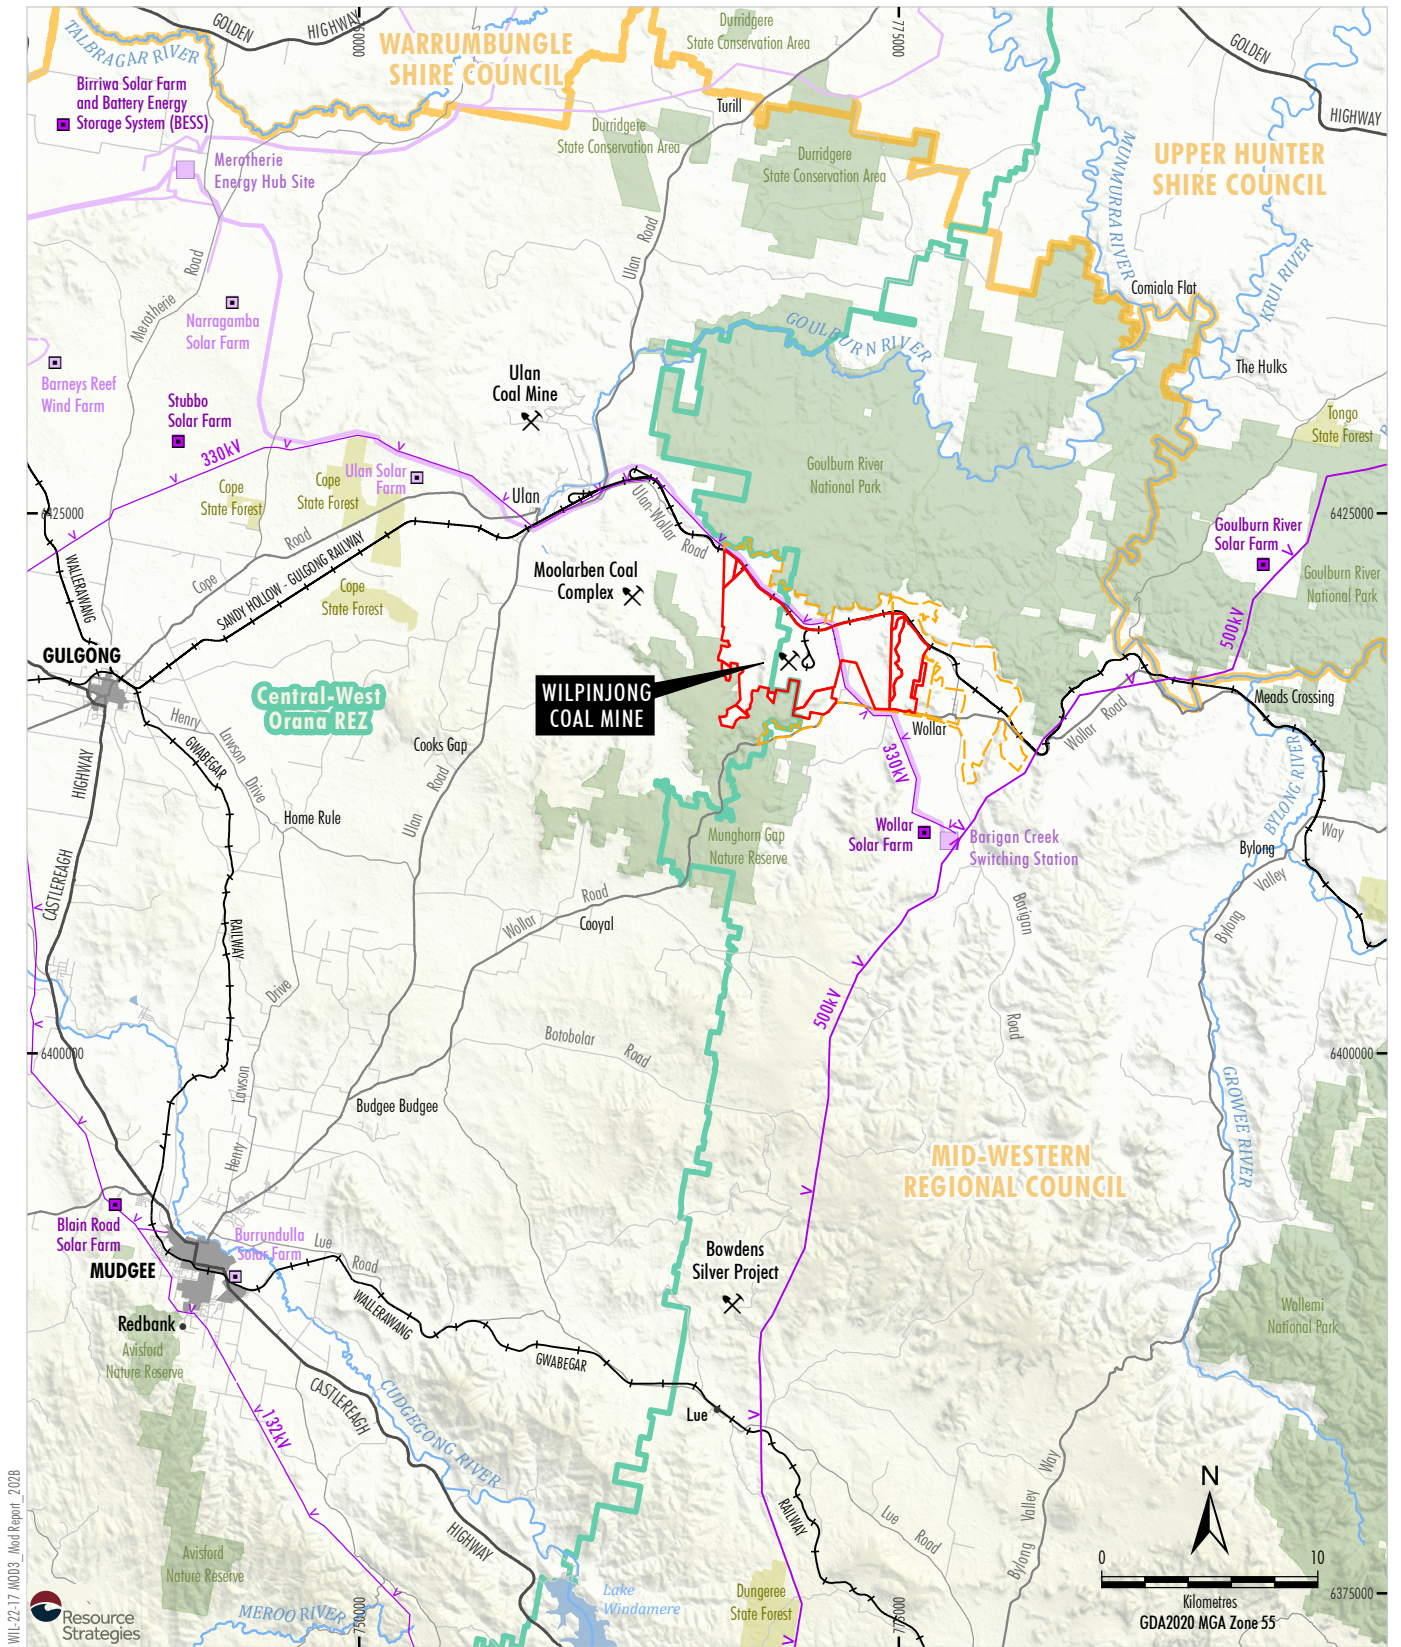 GOLDEN
HIGHWAY
750000
Durridgere
State Conservation Area
775000
GOLDEN
HIGHWAY
TALBRAGAR RIVER
WARRUMBUNGLE
SHIRE COUNCIL
Birriwa Solar Farm
and Battery Energy
Storage System (BESS)
Turill
Durridgere
State Conservation Area
Durridgere
State Conservation Area
MUNMURRA RIVER
UPPER HUNTER
SHIRE COUNCIL
Merotherie
Energy Hub Site
Merotherie
Road
Ulan
Road
KRUI RIVER
Comiala Flat
Narragamba
Solar Farm
GOULBURN RIVER
Barneys Reef
Wind Farm
Ulan
Coal Mine
The Hulks
Stubbo
Solar Farm
Tongo
State Forest
330kV
Ulan Solar
Farm
Goulburn River
National Park
Cope
State Forest
Cope
State Forest
Ulan
Ulan-Wollar
Road
6425000
6425000
Goulburn River
Solar Farm
Cope
Road
SANDY HOLLOW - GULGONG RAILWAY
WALLERAWANG
Moolarben Coal
Complex
Cope
State Forest
Goulburn River
National Park
500kV
GULGONG
WILPINJONG
COAL MINE
Central-West
Orana REZ
Meads Crossing
Henry
Lawson
Drive
GWABEGAR
Cooks Gap
Wollar
Wollar
Road
330kV
HIGHWAY
Ulan
Road
Home Rule
BYLONG RIVER
Wollar
Solar Farm
Munghorn Gap
Nature Reserve
Barigan Creek
Switching Station
Way
Bylong
Valley
Bylong
CASTLEREAGH
RAILWAY
Wollar
Road
Cooyal
Barigan
Road
Drive
500kV
Botobolar
Road
6400000
6400000
Lawson
Henry
Budgee Budgee
GROWEE RIVER
MID-WESTERN
REGIONAL COUNCIL
Blain Road
Solar Farm
Burrundulla
Solar Farm
Lue
Road
MUDGEE
Bowdens
Silver Project
WALLERAWANG
Redbank
Avisford
Nature Reserve
GWABEGAR
Wollemi
National Park
CASTLEREAGH
CUDGEGONG RIVER
132kV
Lue
RAILWAY
Lue
Road
HIGHWAY
Bylong
Valley
Way
N
0
10
Kilometres
GDA2020 MGA Zone 55
Avisford
Nature Reserve
Lake
Windamere
Dungeree
State Forest
6375000
MEROO RIVER
750000
775000
Resource
Strategies
WIL-22-17 MOD3_Mod Report_202B